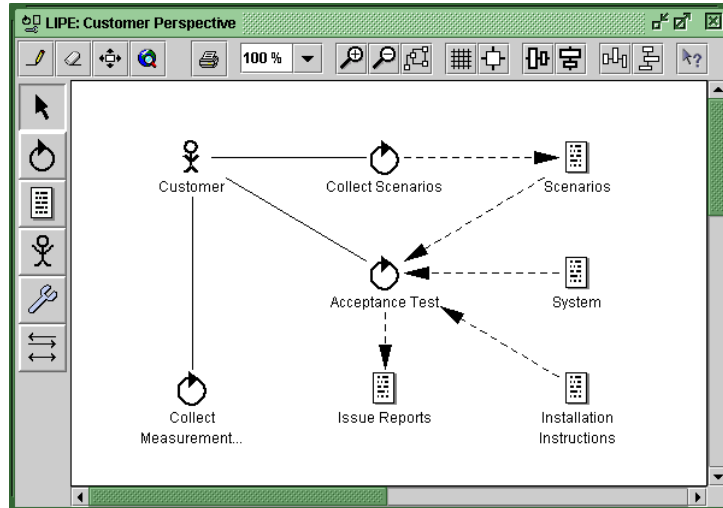 LIPE: Customer Perspective
100 %
?
Customer
Collect Scenarios
Scenarios
Acceptance Test
System
Collect
Measurement...
Issue Reports
Installation
Instructions